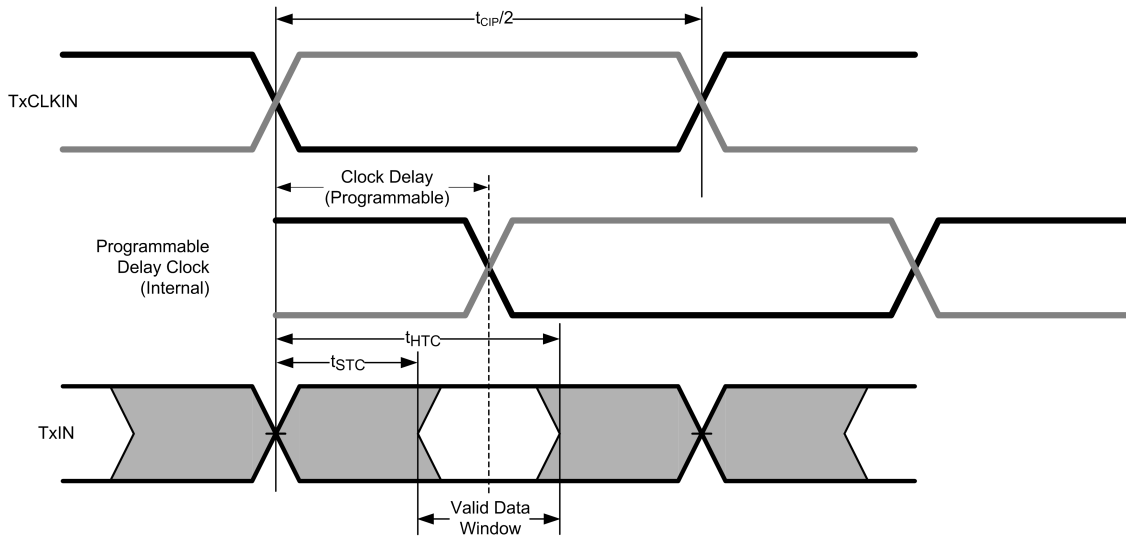 tCIP/2
TxCLKIN
Clock Delay
(Programmable)
Programmable
Delay Clock
(Internal)
tHTC
tSTC
TxIN
Valid Data
Window